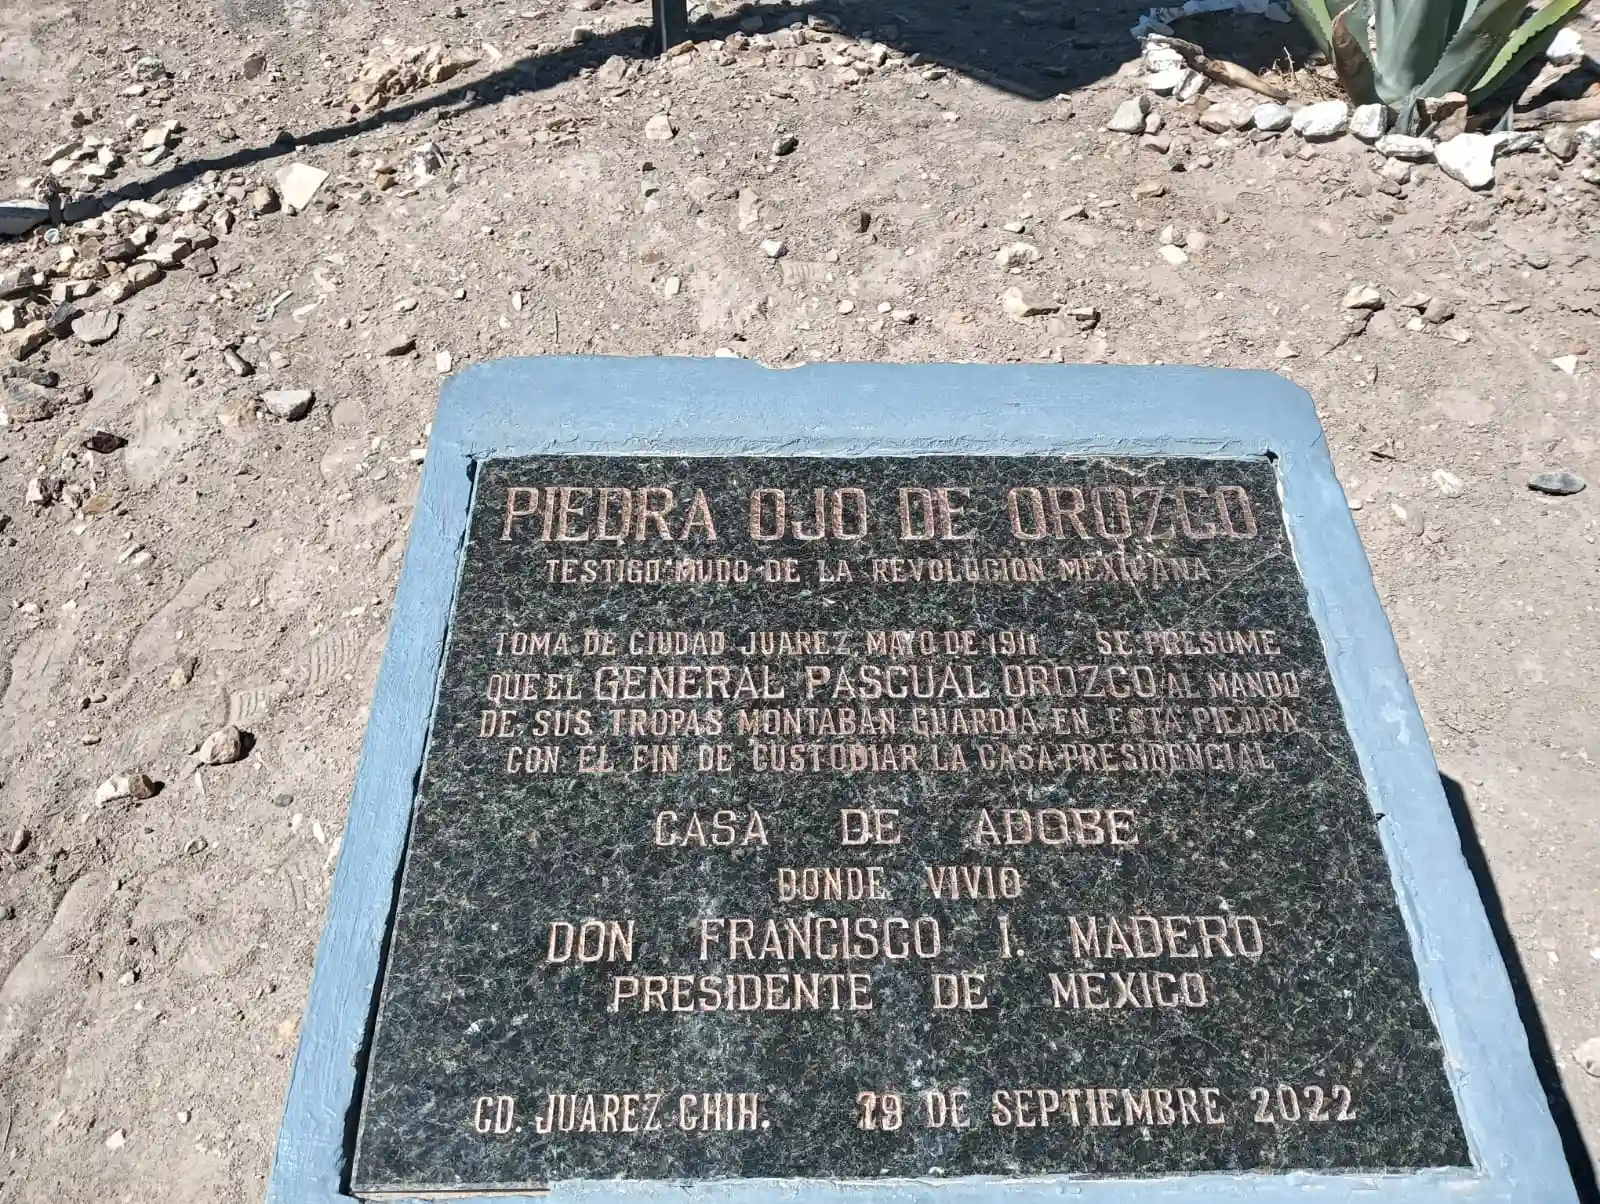 PIEDRA OJO DE OROZCO
TESTIGO MUDO DE LA REVOLUCION MEXICANA
TOMA DE CIUDAD JUAREZ, MAYO DE 1911 SE PRESUME
QUE EL GENERAL PASCUAL OROZCO AL MANDO
DE SUS TROPAS MONTABAN GUARDIA EN ESTA PIEDRA
CON EL FIN DE CUSTODIAR LA CASA PRESIDENCIAL
CASA DE ADOBE
DONDE VIVIO
DON FRANCISCO I. MADERO
PRESIDENTE DE MEXICO
CD. JUAREZ CHIH. DE SEPTIEMBRE 2022